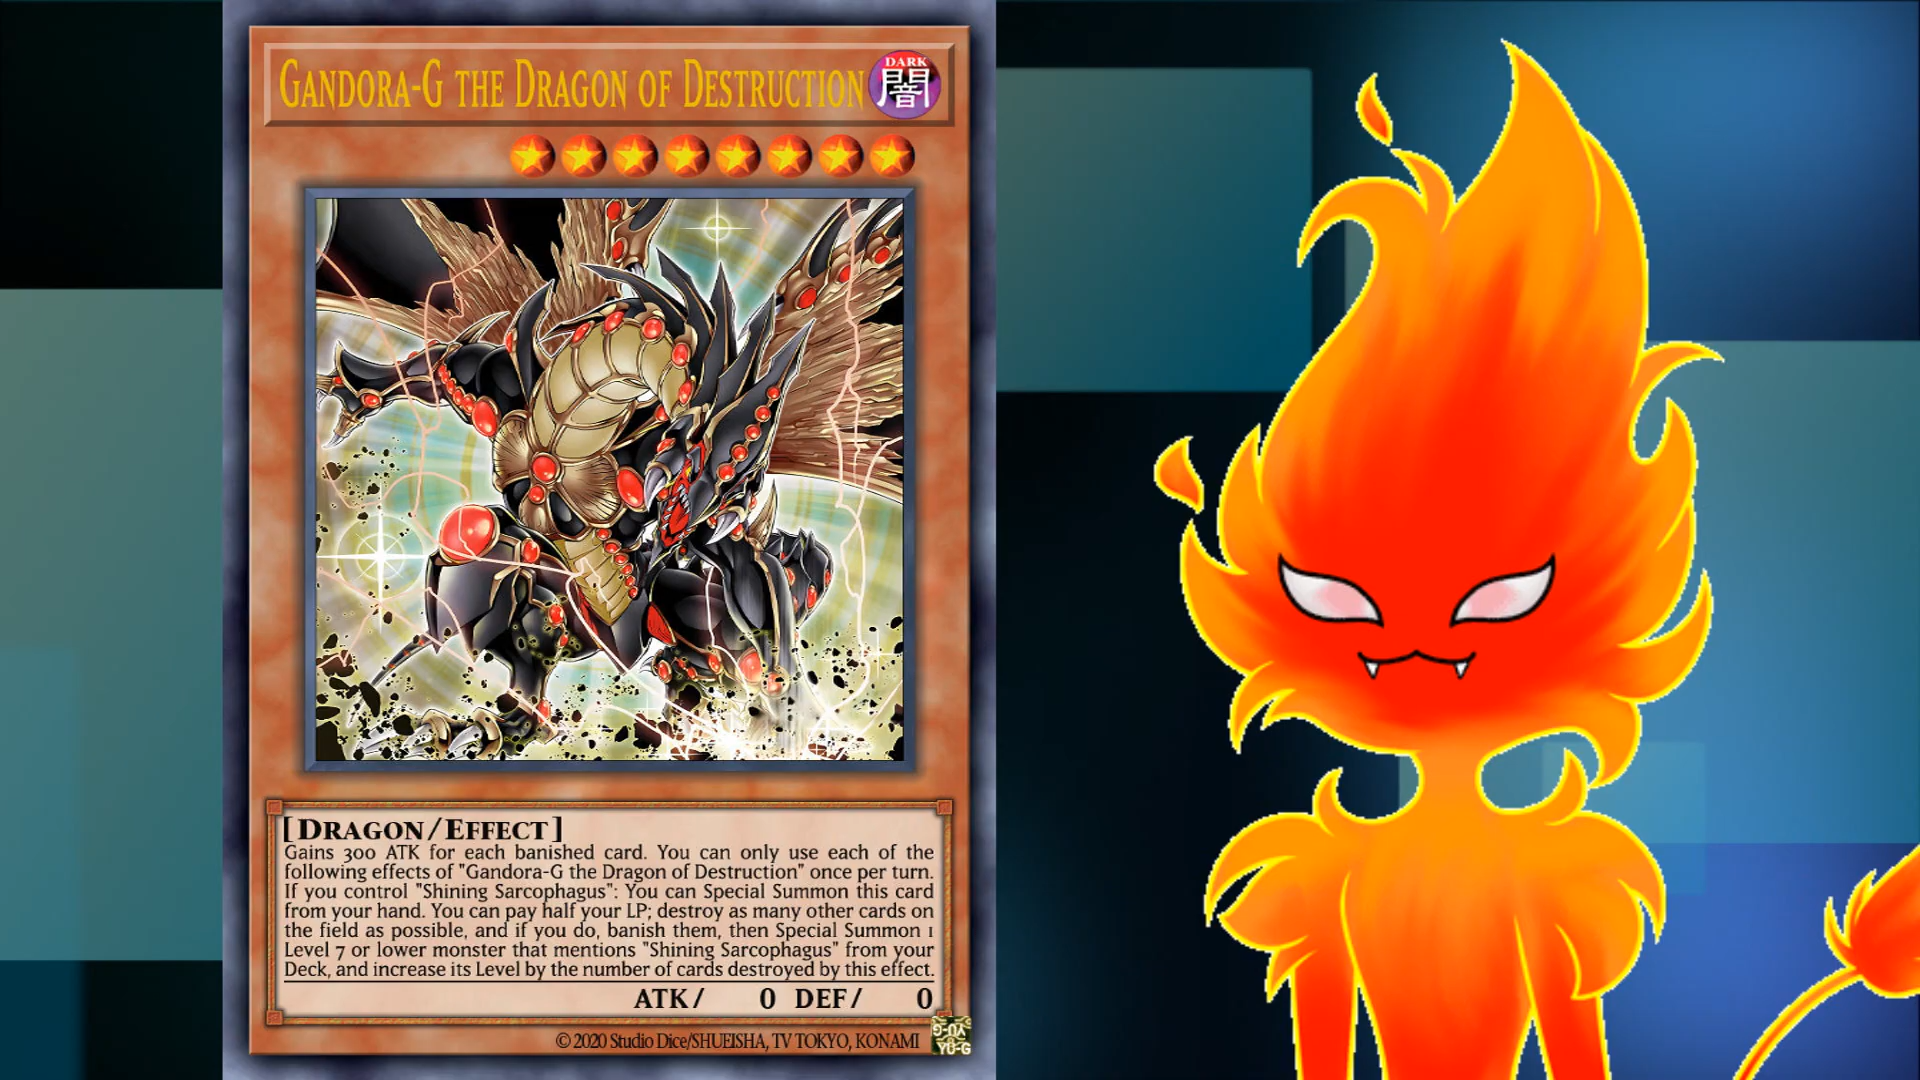 Gandora-G the Dragon of Destruction
DARK
闇
[Dragon/Effect]
Gains 300 ATK for each banished card. You can only use each of the
following effects of "Gandora-G the Dragon of Destruction" once per turn.
If you control "Shining Sarcophagus": You can Special Summon this card
from your hand. You can pay half your LP; destroy as many other cards on
the field as possible, and if you do, banish them, then Special Summon 1
Level 7 or lower monster that mentions "Shining Sarcophagus" from your
Deck, and increase its Level by the number of cards destroyed by this effect.
ATK/ 0 DEF/ 0
© 2020 Studio Dice/SHUEISHA, TV TOKYO, KONAMI